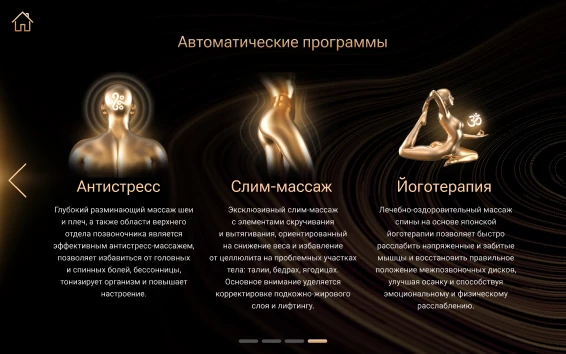 Автоматические программы
Антистресс
Глубокий разминающий массаж шеи
и плеч, а также области верхнего
отдела позвоночника является
эффективным антистресс-массажем,
позволяет избавиться от головных
и спинных болей, бессонницы,
тонизирует организм и повышает
настроение.
Слим-массаж
Эксклюзивный слим-массаж
с элементами скручивания
и вытягивания, ориентированный
на снижение веса и избавление
от целлюлита на проблемных участках
тела: талии, бедрах, ягодицах.
Основное внимание уделяется
корректировке подкожно-жирового
слоя и лифтингу.
Йоготерапия
Лечебно-оздоровительный массаж
спины на основе японской
йоготерапии позволяет быстро
расслабить напряженные и забитые
мышцы и восстановить правильное
положение межпозвоночных дисков,
улучшая осанку и способствуя
эмоциональному и физическому
расслаблению.